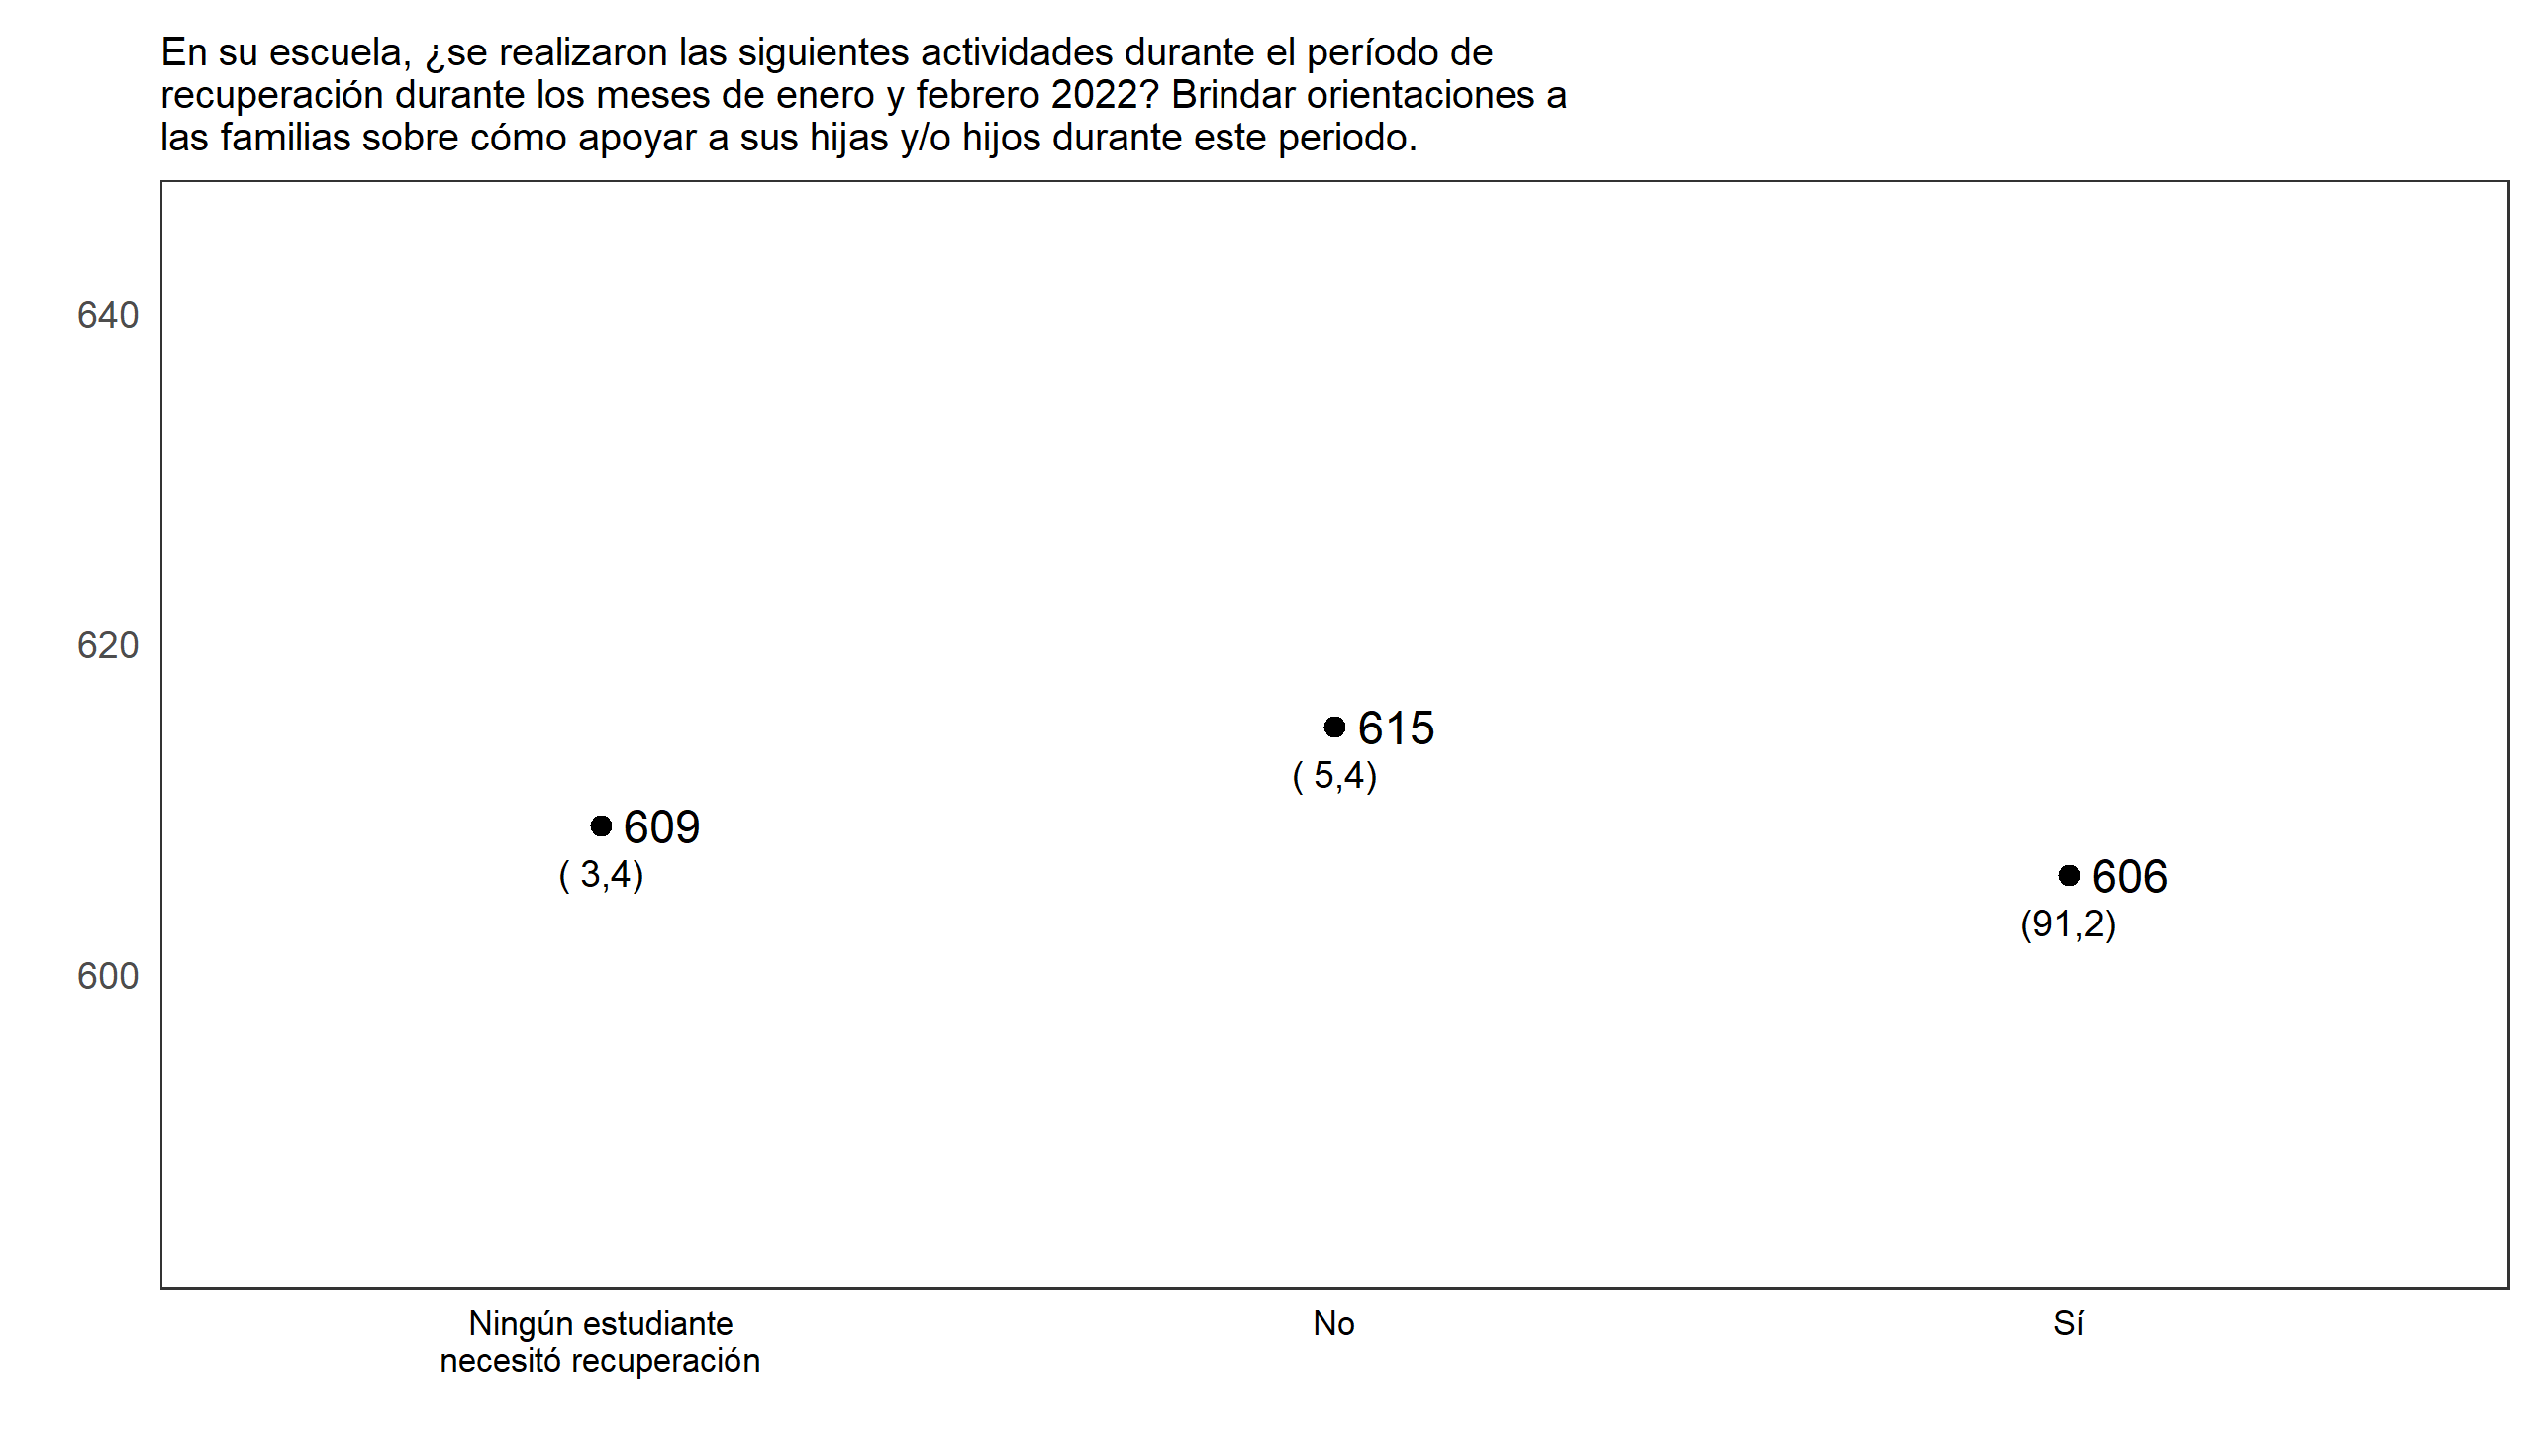 En su escuela, ¿se realizaron las siguientes actividades durante el período de
recuperación durante los meses de enero y febrero 2022? Brindar orientaciones a
las familias sobre cómo apoyar a sus hijas y/o hijos durante este periodo.
640
620
600
615
( 5,4)
609
( 3,4)
606
(91,2)
Ningún estudiante
necesitó recuperación
No
Sí